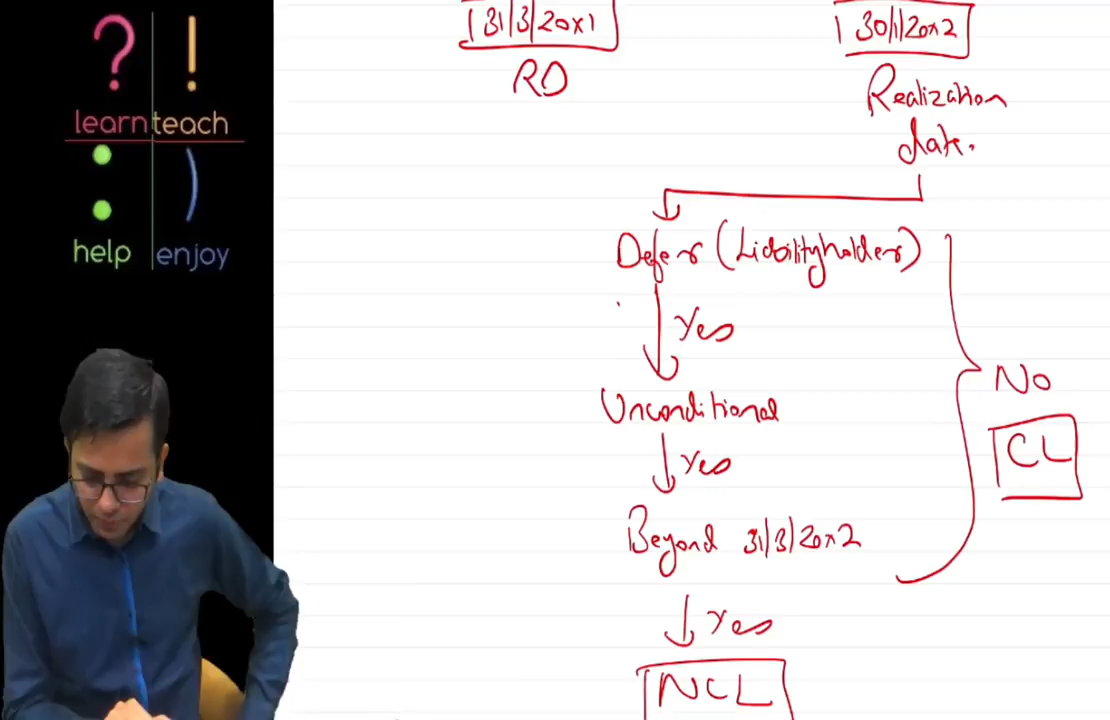 ? !
learn teach
: )
help enjoy
31/3/20x1
RD
30/1/20x2
Realization
date.
Defer (Liabilityholder)
Yes
Unconditional
Yes
Beyond 31/3/20x2
Yes
NCL
No
CL